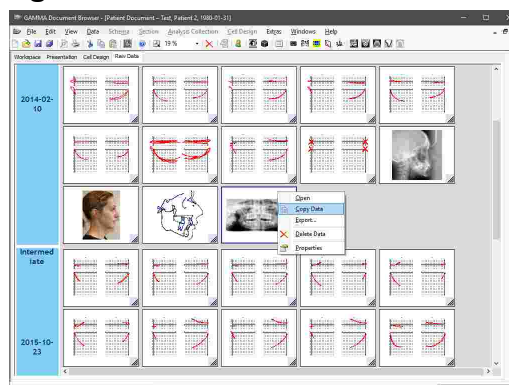 GAMMA Document Browser - [Patient Document - Test, Patient 2, 1980-01-31]
File Edit View Data Schema Section Analysis Collection Cell Design Extras Windows Help
19 %
Workspace Presentation Cell Design Raw Data
2014-02-
10
Open
Copy Data
Export...
Delete Data
Properties
Intermed
iate
2015-10-
23